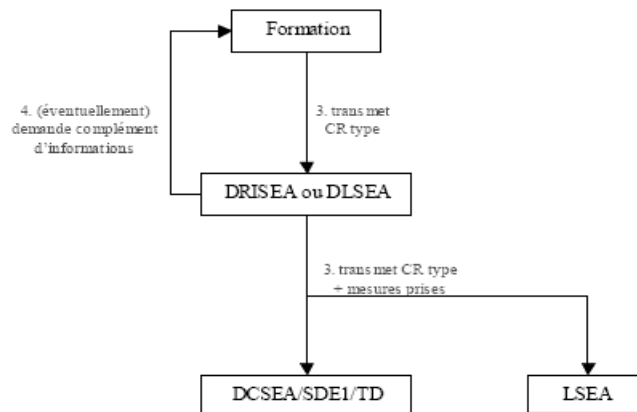 Formation
4. (éventuellement)
demande complément
d'informations
3. transmet
CR type
DRISEA ou DLSEA
3. transmet CR type
+ mesures prises
DCSEA/SDE1/TD
LSEA